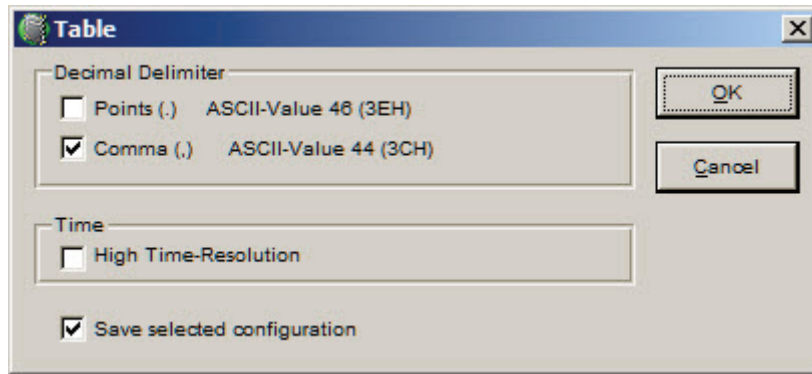 Table
Decimal Delimiter
Points (.) ASCII-Value 46 (3EH)
Comma (,) ASCII-Value 44 (3CH)
OK
Cancel
Time
High Time-Resolution
Save selected configuration